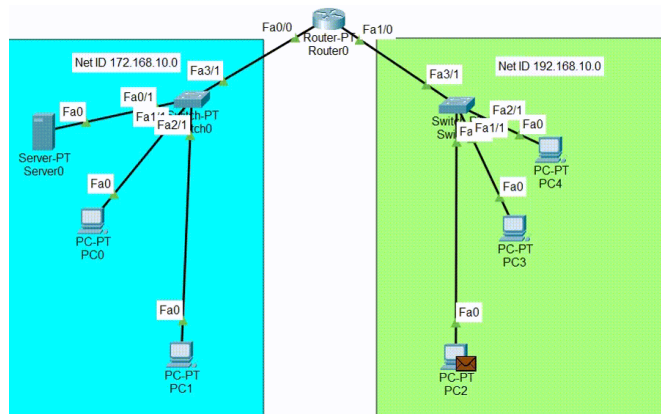 Fa0/0
Router-PT
Router0
Fa1/0
Net ID 172.168.10.0
Fa3/1
Fa0/1
Fa2/1
Fa0
Server-PT
Server0
Fa0
PC-PT
PC0
Fa0
PC-PT
PC1
Net ID 192.168.10.0
Fa3/1
Fa2/1
Fa1/1
Fa0
PC-PT
PC4
Fa0
PC-PT
PC3
Fa0
PC-PT
PC2